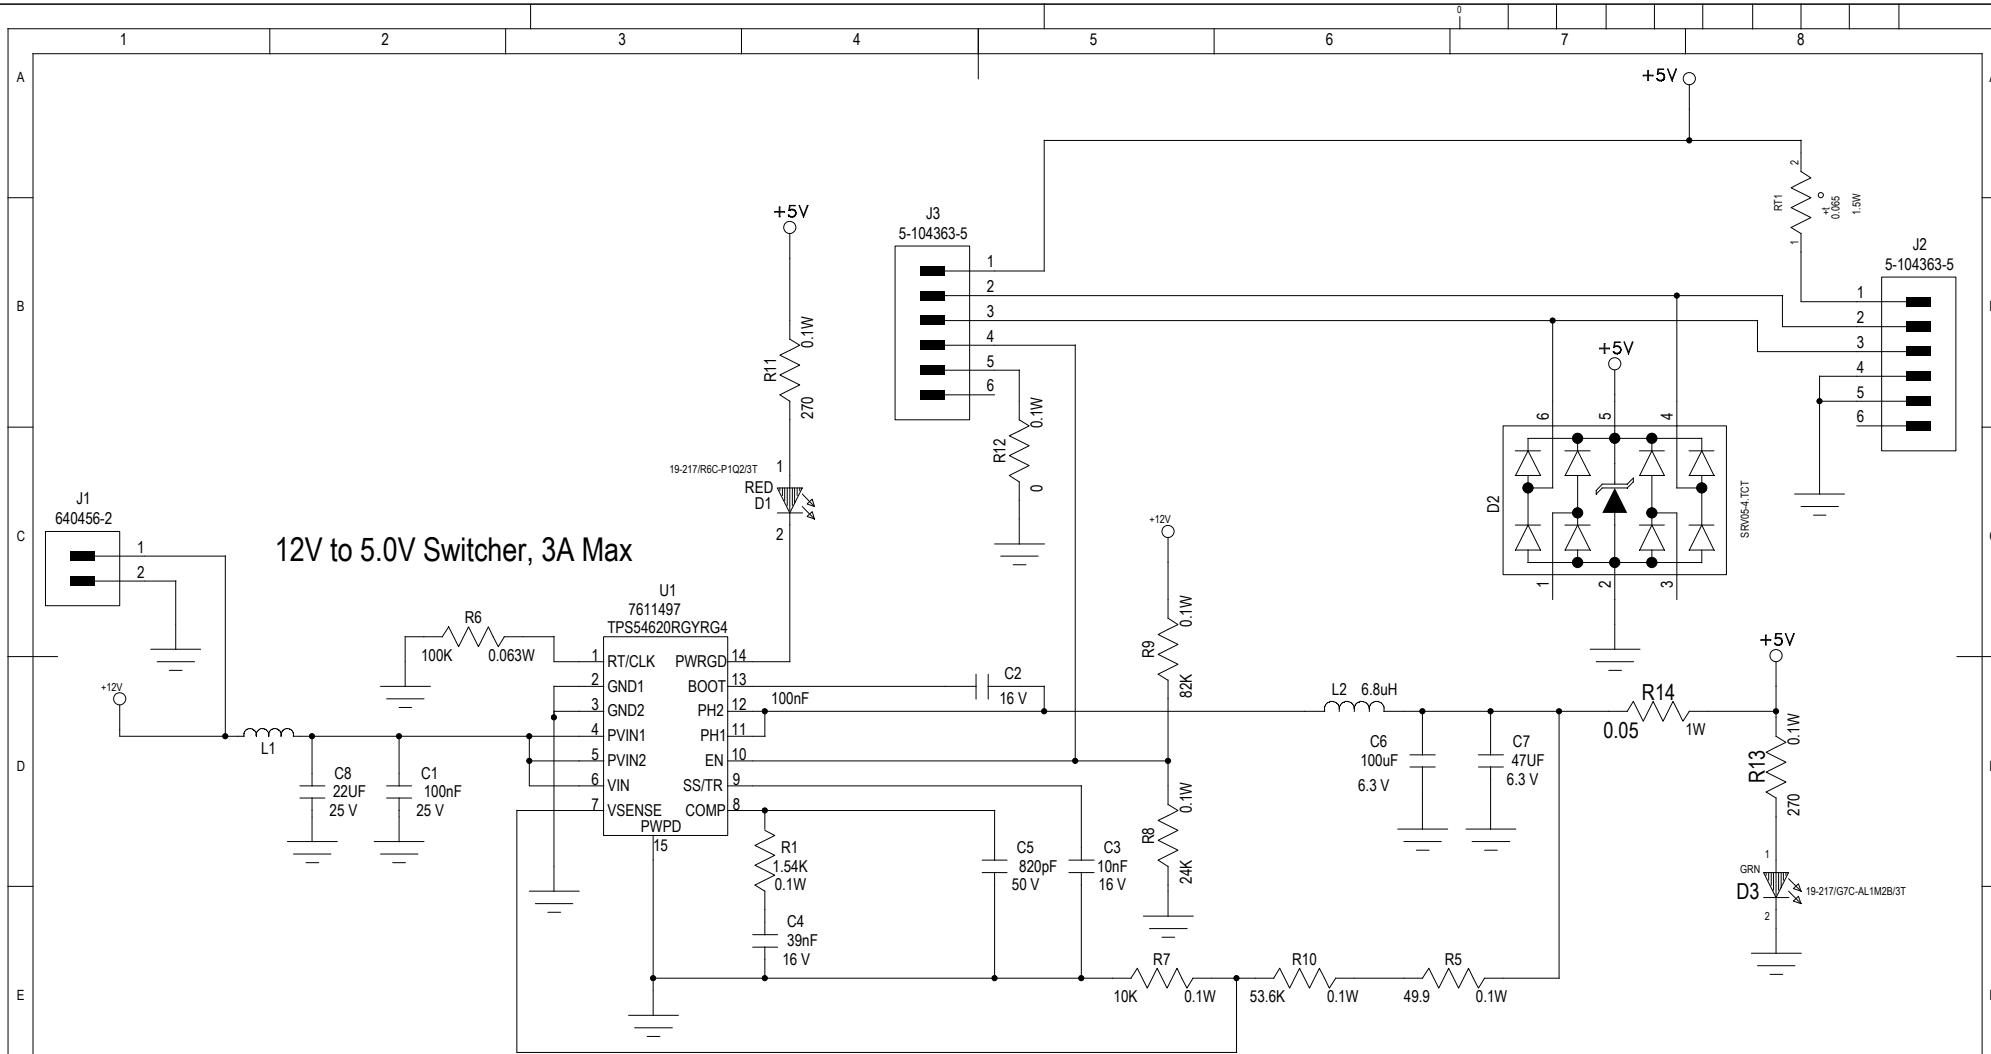 0
1 2 3 4 5 6 7 8
A
B
C
D
E
+5V
RT1
2
1
+t
0.065
1.5W
J2
5-104363-5
1
2
3
4
5
6
+5V
R11
0.1W
270
19-217/R6C-P1Q2/3T
RED
D1
1
2
J3
5-104363-5
1
2
3
4
5
6
R12
0.1W
0
+5V
D2
SRV05-4.TCT
6 5 4
1 2 3
J1
640456-2
1
2
12V to 5.0V Switcher, 3A Max
+12V
L1
C8
22UF
25 V
C1
100nF
25 V
R6
100K 0.063W
U1
7611497
TPS54620RGYRG4
1 RT/CLK PWRGD 14
2 GND1 BOOT 13
3 GND2 PH2 12
4 PVIN1 PH1 11
5 PVIN2 EN 10
6 VIN SS/TR 9
7 VSENSE COMP 8
PWPD
15
C2
100nF
16 V
+12V
R9
0.1W
82K
R8
0.1W
24K
R1
1.54K
0.1W
C4
39nF
16 V
C5
820pF
50 V
C3
10nF
16 V
L2 6.8uH
C6
100uF
6.3 V
C7
47UF
6.3 V
R14
0.05 1W
+5V
R13
0.1W
270
1
GRN
D3
19-217/G7C-AL1M2B/3T
2
R7
10K 0.1W
R10
53.6K 0.1W
R5
49.9 0.1W